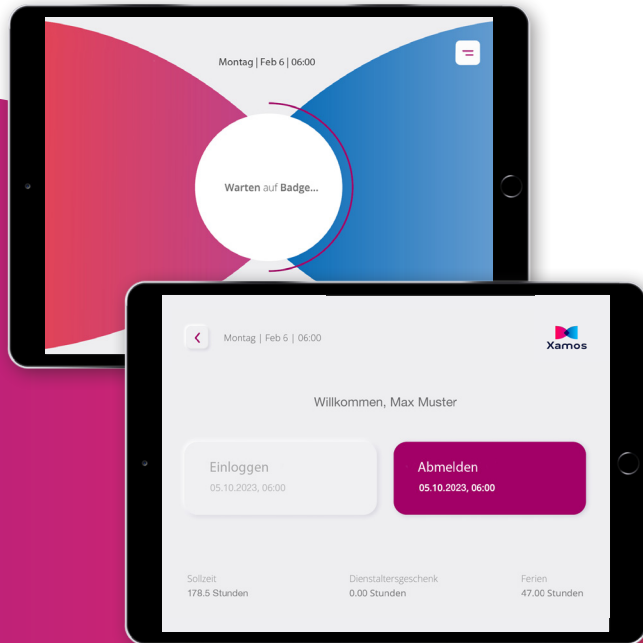 Montag | Feb 6 | 06:00
Warten auf Badge...
Montag | Feb 6 | 06:00
Xamos
Willkommen, Max Muster
Einloggen
05.10.2023, 06:00
Abmelden
05.10.2023, 06:00
Sollzeit
178.5 Stunden
Dienstaltersgeschenk
0.00 Stunden
Ferien
47.00 Stunden